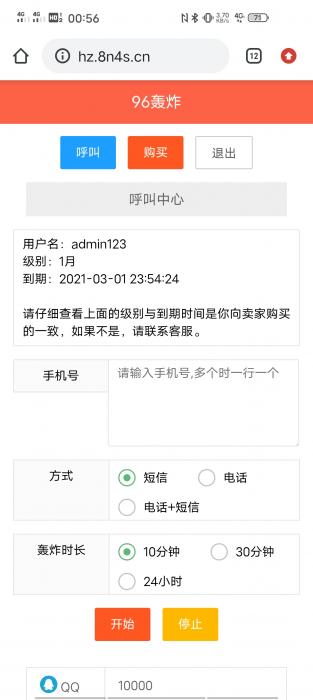 00:56
3.70
KB/s
4G
71
hz.8n4s.cn
12
96轰炸
呼叫
购买
退出
呼叫中心
用户名：admin123
级别：1月
到期：2021-03-01 23:54:24
请仔细查看上面的级别与到期时间是你向卖家购买
的一致，如果不是，请联系客服。
手机号
请输入手机号,多个时一行一个
方式
短信
电话
电话+短信
轰炸时长
10分钟
30分钟
24小时
开始
停止
QQ
10000